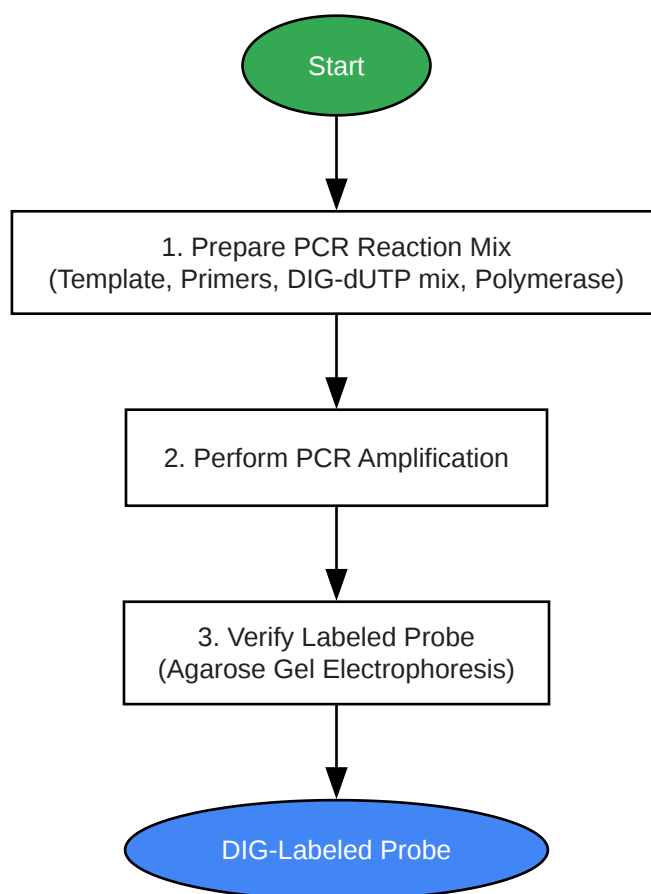 Start
1. Prepare PCR Reaction Mix
(Template, Primers, DIG-dUTP mix, Polymerase)
2. Perform PCR Amplification
3. Verify Labeled Probe
(Agarose Gel Electrophoresis)
DIG-Labeled Probe